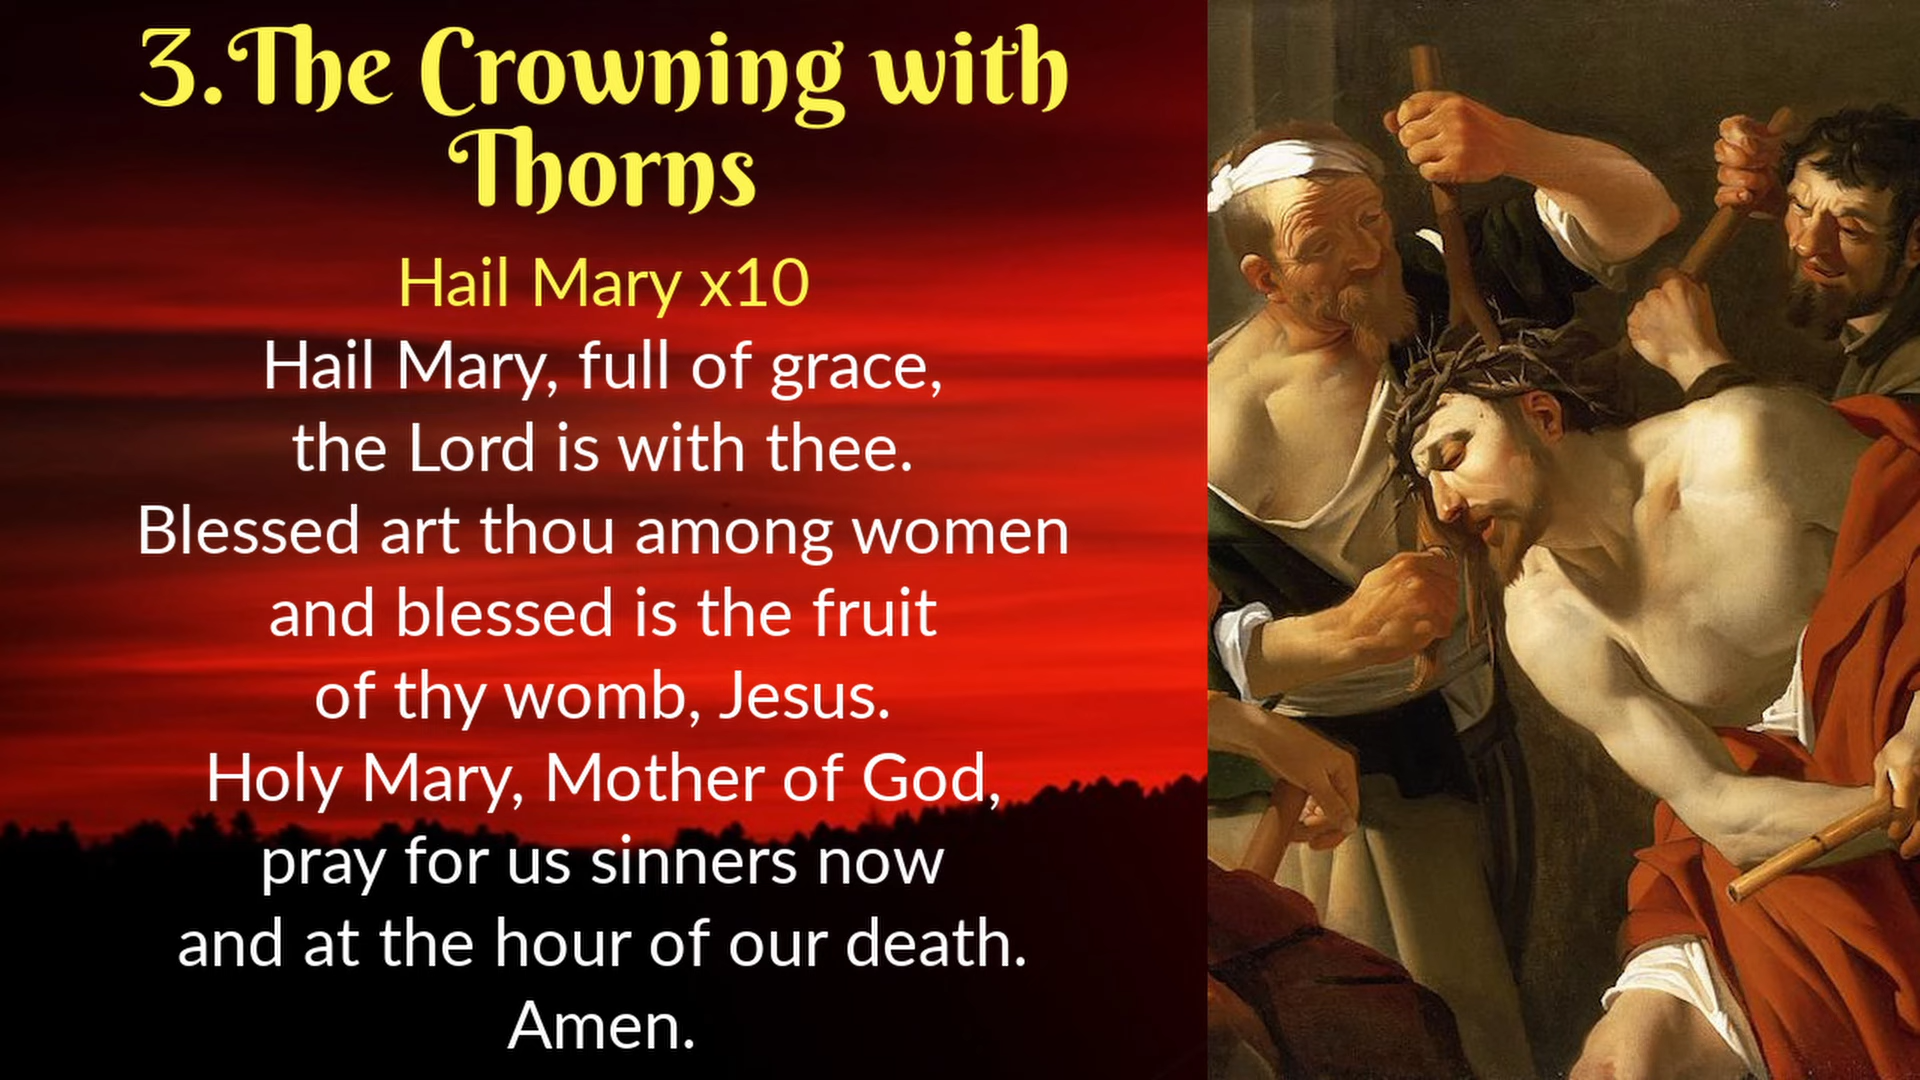 3.The Crowning with
Thorns
Hail Mary x10
Hail Mary, full of grace,
the Lord is with thee.
Blessed art thou among women
and blessed is the fruit
of thy womb, Jesus.
Holy Mary, Mother of God,
pray for us sinners now
and at the hour of our death.
Amen.